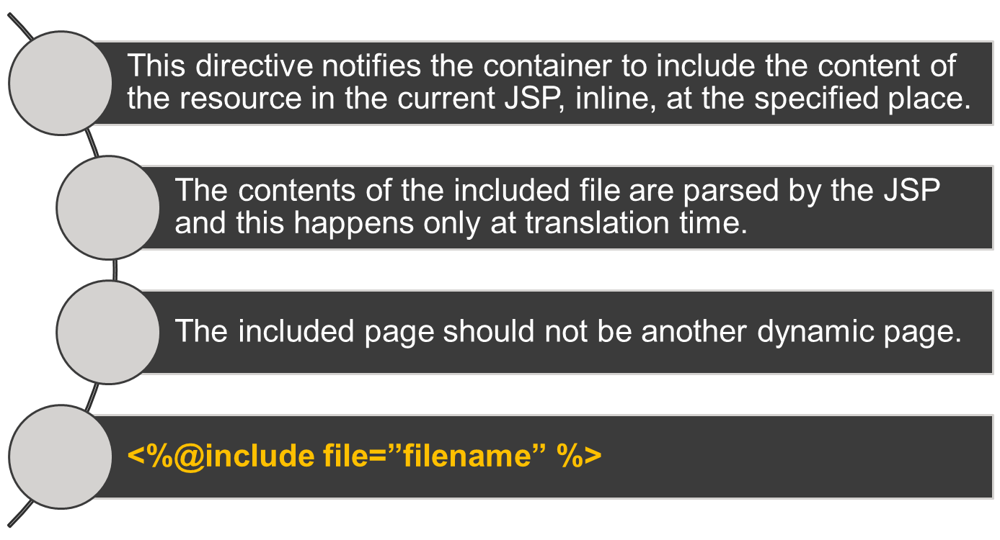 This directive notifies the container to include the content of
the resource in the current JSP, inline, at the specified place.
The contents of the included file are parsed by the JSP
and this happens only at translation time.
The included page should not be another dynamic page.
<%@include file=”filename” %>